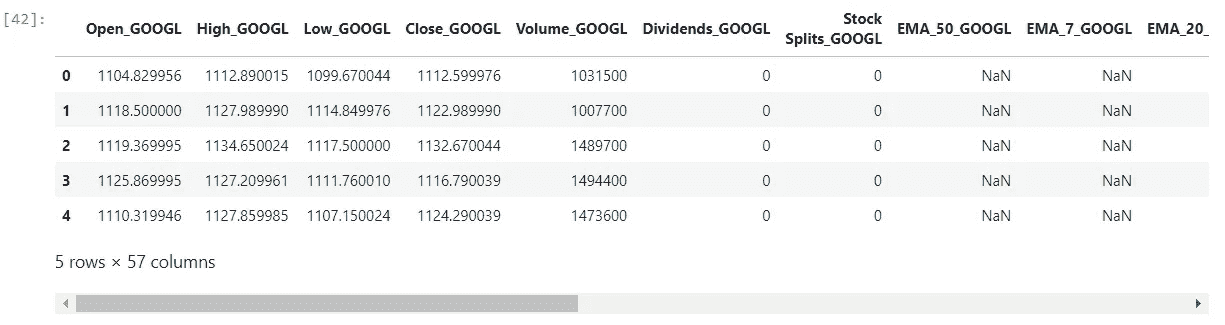 [42]:
Open_GOOGL High_GOOGL Low_GOOGL Close_GOOGL Volume_GOOGL Dividends_GOOGL Stock Splits_GOOGL EMA_50_GOOGL EMA_7_GOOGL EMA_20_
0 1104.829956 1112.890015 1099.670044 1112.599976 1031500 0 0 NaN NaN
1 1118.500000 1127.989990 1114.849976 1122.989990 1007700 0 0 NaN NaN
2 1119.369995 1134.650024 1117.500000 1132.670044 1489700 0 0 NaN NaN
3 1125.869995 1127.209961 1111.760010 1116.790039 1494400 0 0 NaN NaN
4 1110.319946 1127.859985 1107.150024 1124.290039 1473600 0 0 NaN NaN
5 rows × 57 columns